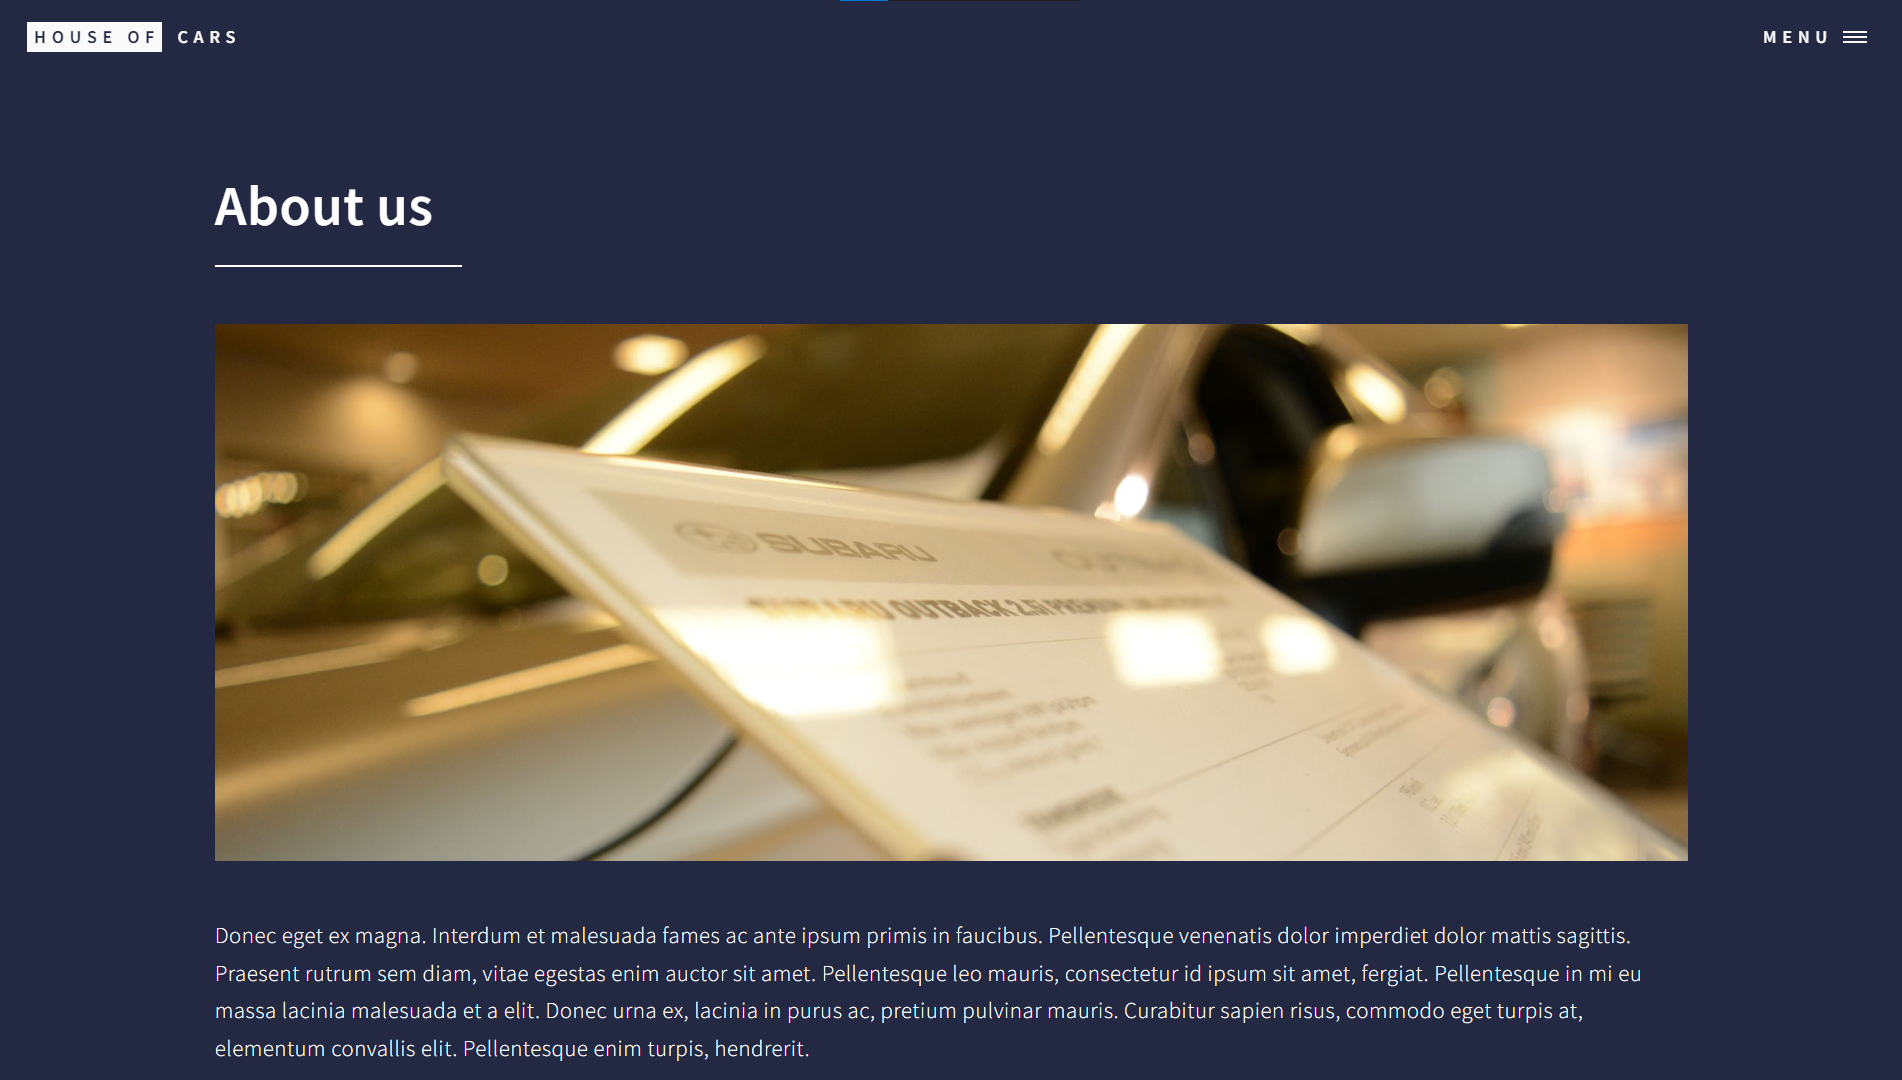 HOUSE OF CARS
MENU
About us
SUBARU
OUTBACK 2.5i
Donec eget ex magna. Interdum et malesuada fames ac ante ipsum primis in faucibus. Pellentesque venenatis dolor imperdiet dolor mattis sagittis.
Praesent rutrum sem diam, vitae egestas enim auctor sit amet. Pellentesque leo mauris, consectetur id ipsum sit amet, fergiat. Pellentesque in mi eu
massa lacinia malesuada et a elit. Donec urna ex, lacinia in purus ac, pretium pulvinar mauris. Curabitur sapien risus, commodo eget turpis at,
elementum convallis elit. Pellentesque enim turpis, hendrerit.